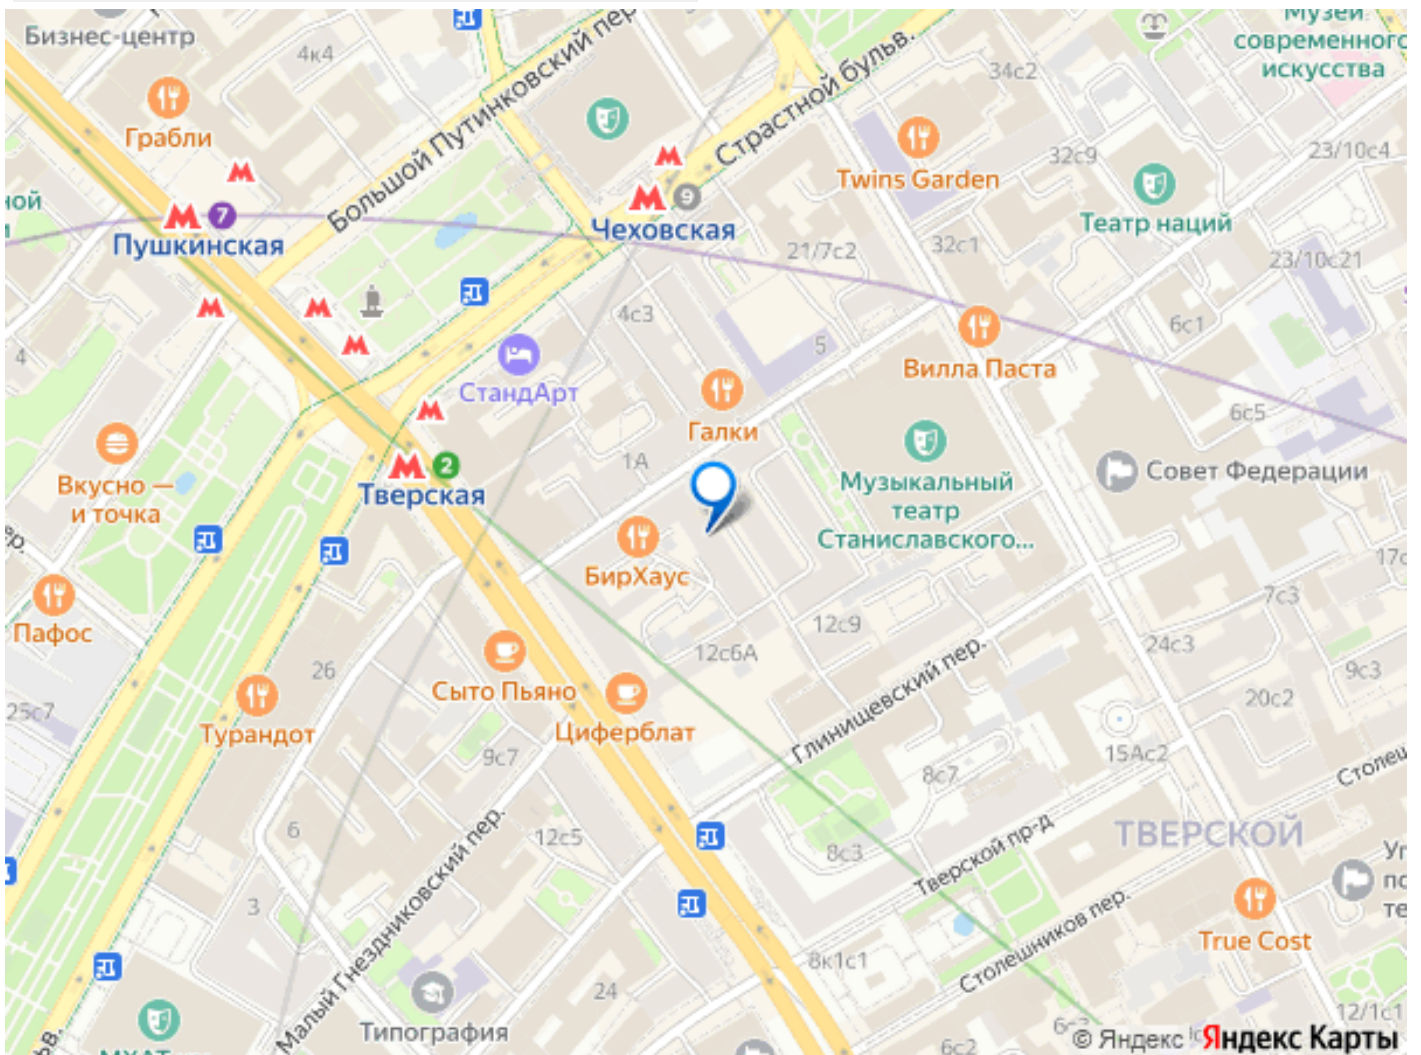 Бизнес-центр
4к4
Грабли
Большой Путинковский пер.
Страстной бульв.
34с2
Музей
современного
искусства
Twins Garden
32с9
23/10с4
Театр наций
ной
7
Пушкинская
9
Чеховская
21/7с2
32с1
23/10с21
4с3
6с1
4
5
СтандАрт
Вилла Паста
Галки
6с5
1А
2
Тверская
Вкусно —
и точка
Музыкальный
театр
Станиславского...
Совет Федерации
БирХаус
Пафос
17с
7с3
12с9
12с6А
24с3
9с3
26
Сыто Пьяно
Глинищевский пер.
20с2
25с7
Турандот
Циферблат
9с7
8с7
15Ас2
Столеш
6
12с5
Малый Гнездниковский пер.
8с3
Тверской пр-д
ТВЕРСКОЙ
3
Столешников пер.
True Cost
8к1с1
24
Типография
12/1с1
МХАТ
6с2
© Яндекс
Яндекс Карты